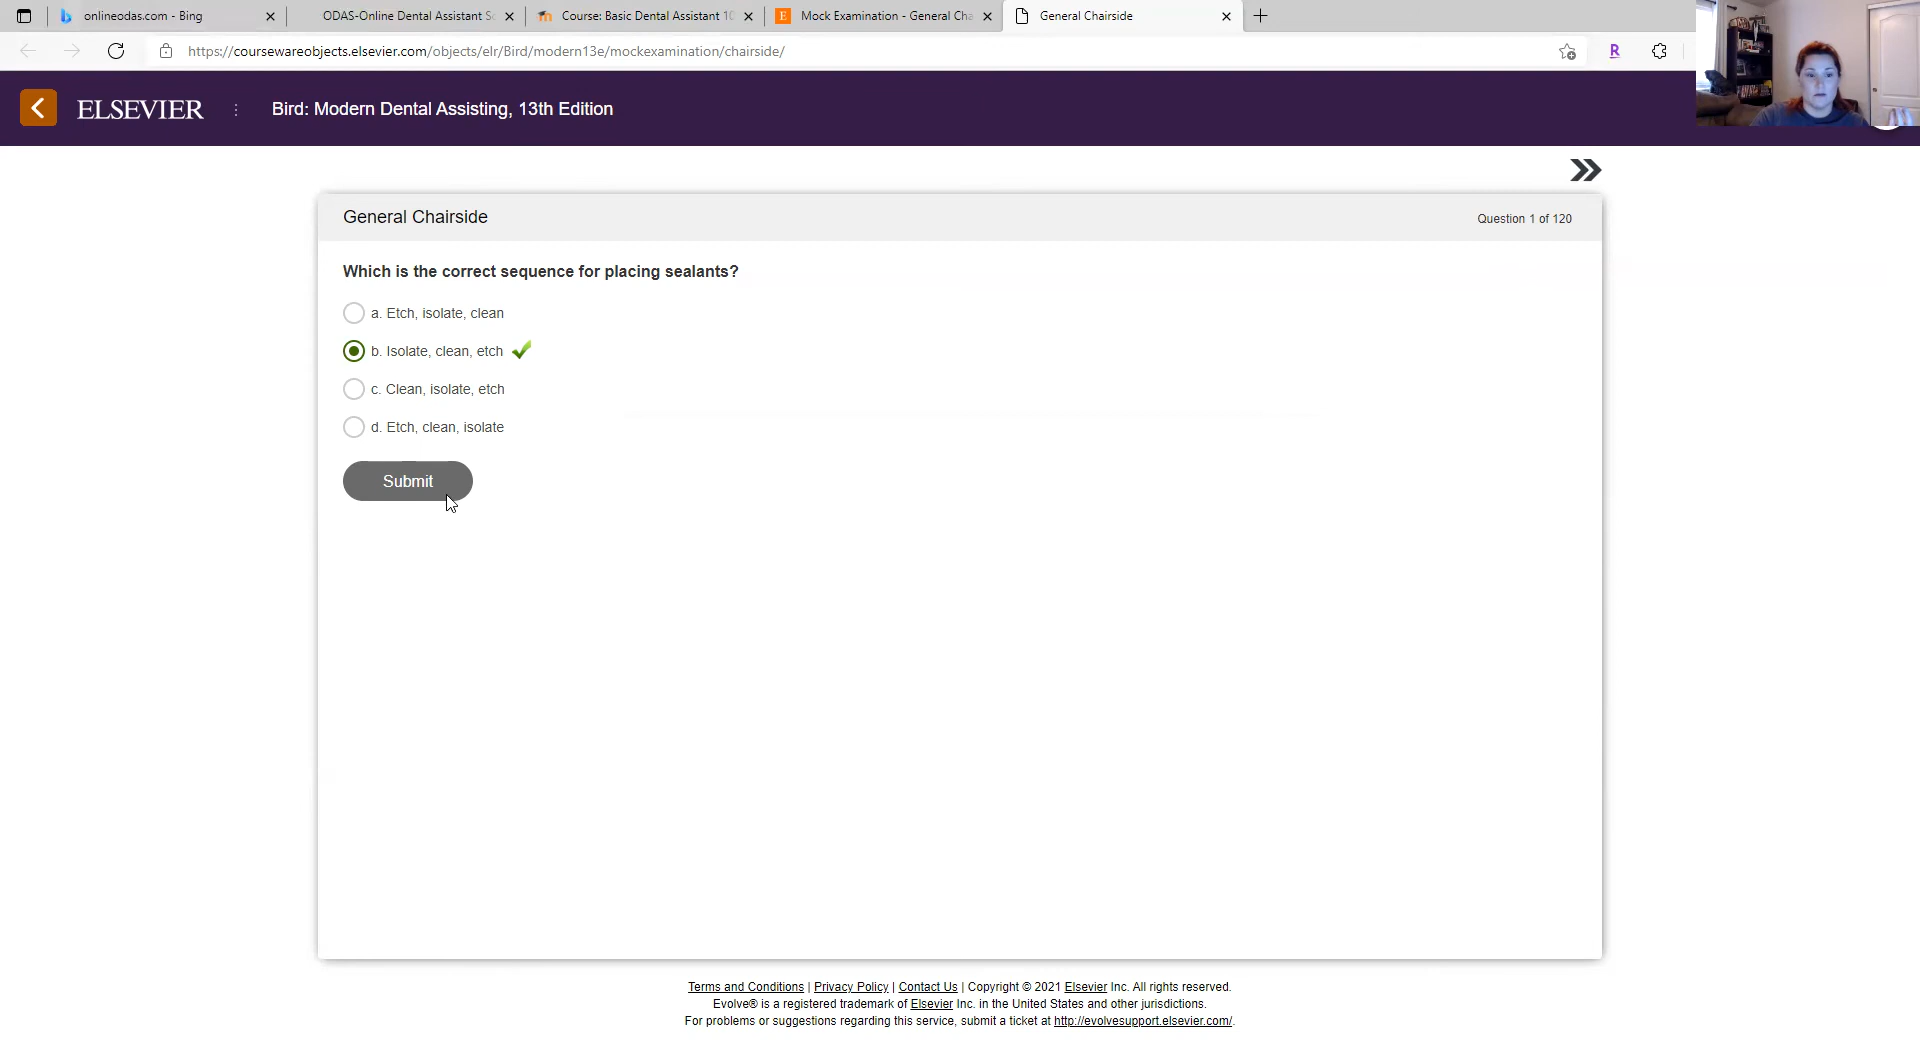 onlineodas.com - Bing
ODAS-Online Dental Assistant Sc
Course: Basic Dental Assistant 10
Mock Examination - General Cha
General Chairside
https://coursewareobjects.elsevier.com/objects/elr/Bird/modern13e/mockexamination/chairside/
R
ELSEVIER
Bird: Modern Dental Assisting, 13th Edition
General Chairside
Question 1 of 120
Which is the correct sequence for placing sealants?
a. Etch, isolate, clean
b. Isolate, clean, etch
c. Clean, isolate, etch
d. Etch, clean, isolate
Submit
Terms and Conditions | Privacy Policy | Contact Us | Copyright © 2021 Elsevier Inc. All rights reserved.
Evolve® is a registered trademark of Elsevier Inc. in the United States and other jurisdictions.
For problems or suggestions regarding this service, submit a ticket at http://evolvesupport.elsevier.com/.